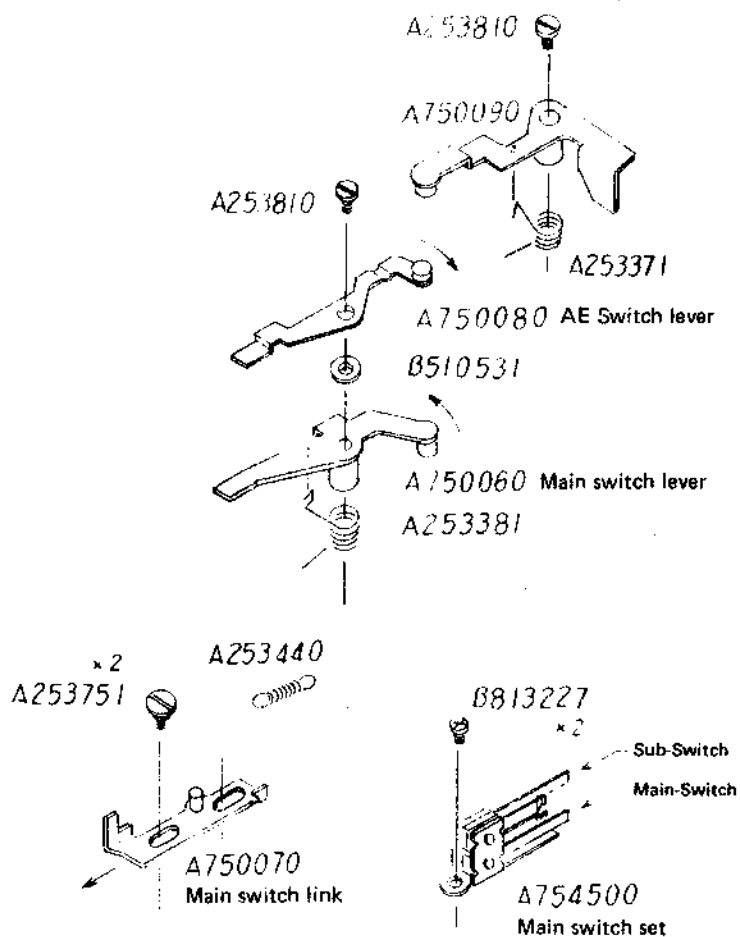 A253810
A750090
A253810
A253371
A750080 AE Switch lever
B510531
A750060 Main switch lever
A253381
× 2
A253440
A253751
B813227
× 2
Sub-Switch
Main-Switch
A750070
Main switch link
A754500
Main switch set